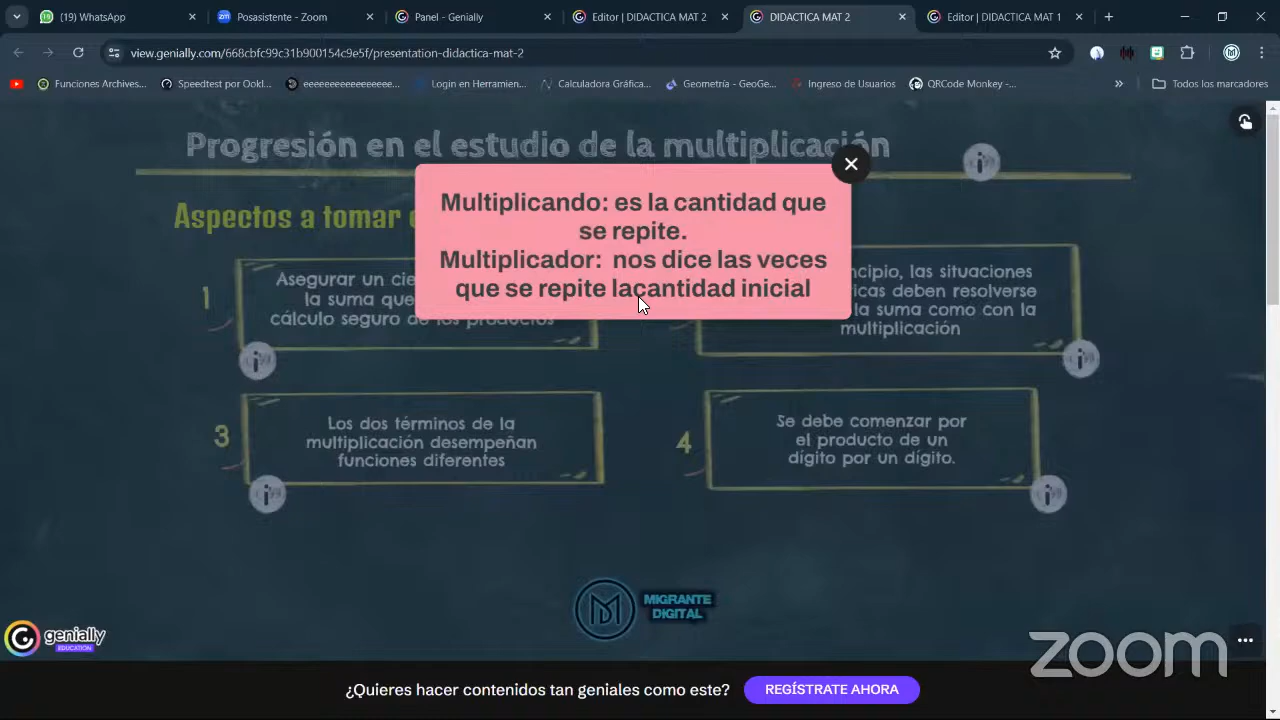 (19) WhatsApp
Posasistente - Zoom
Panel - Genially
Editor | DIDACTICA MAT 2
DIDACTICA MAT 2
Editor | DIDACTICA MAT 1
view.genially.com/668cbfc99c31b900154c9e5f/presentation-didactica-mat-2
Funciones Archives...
Speedtest por Ookl...
eeeeeeeeeeeeeeee...
Login en Herramien...
Calculadora Gráfica...
Geometría - GeoGe...
Ingreso de Usuarios
QRCode Monkey -...
Todos los marcadores
Progresión en el estudio de la multiplicación
Aspectos a tomar
Multiplicando: es la cantidad que
se repite.
Multiplicador: nos dice las veces
que se repite lacantidad inicial
1
Asegurar un
la suma que
cálculo seguro de los productos
ncipio, las situaciones
ricas deben resolverse
la suma como con la
multiplicación
3
Los dos términos de la
multiplicación desempeñan
funciones diferentes
4
Se debe comenzar por
el producto de un
dígito por un dígito.
MIGRANTE
DIGITAL
genially
EDUCATION
zoom
¿Quieres hacer contenidos tan geniales como este?
REGÍSTRATE AHORA